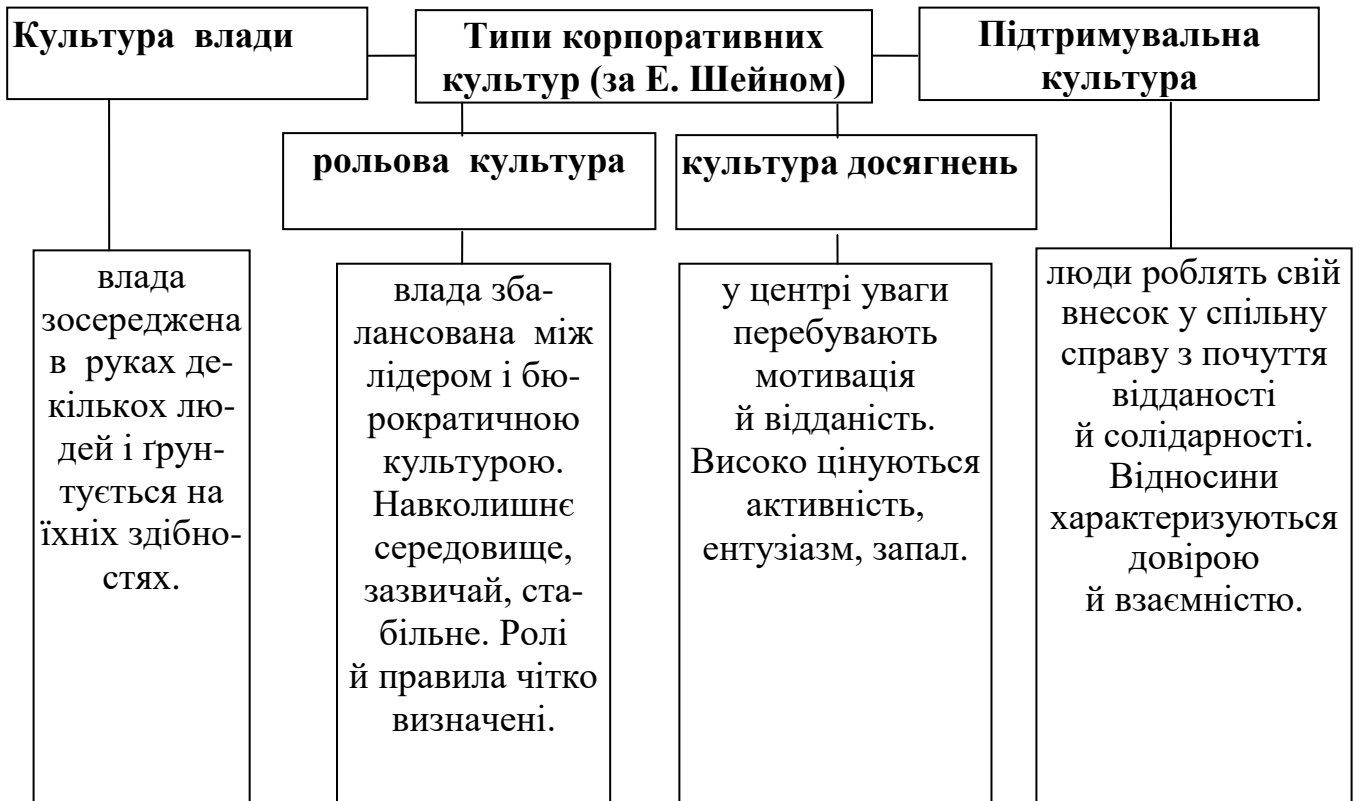 Культура влади
Типи корпоративних
культур (за Е. Шейном)
Підтримувальна
культура
рольова культура
культура досягнень
влада
зосереджена
в руках де-
кількох лю-
дей і ґрун-
тується на
їхніх здібно-
стях.
влада зба-
лансована між
лідером і бю-
рократичною
культурою.
Навколишнє
середовище,
зазвичай, ста-
більне. Ролі
й правила чітко
визначені.
у центрі уваги
перебувають
мотивація
й відданість.
Високо цінуються
активність,
ентузіазм, запал.
люди роблять свій
внесок у спільну
справу з почуття
відданості
й солідарності.
Відносини
характеризуються
довірою
й взаємністю.